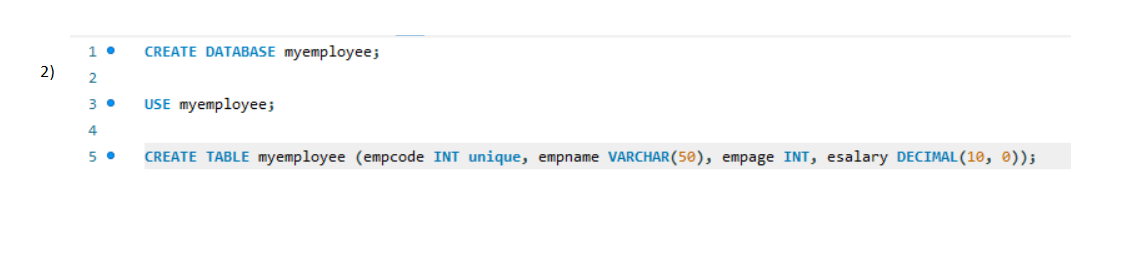 1 CREATE DATABASE myemployee;
2)
2
3 USE myemployee;
4
5 CREATE TABLE myemployee (empcode INT unique, empname VARCHAR(50), empage INT, esalary DECIMAL(10, 0));